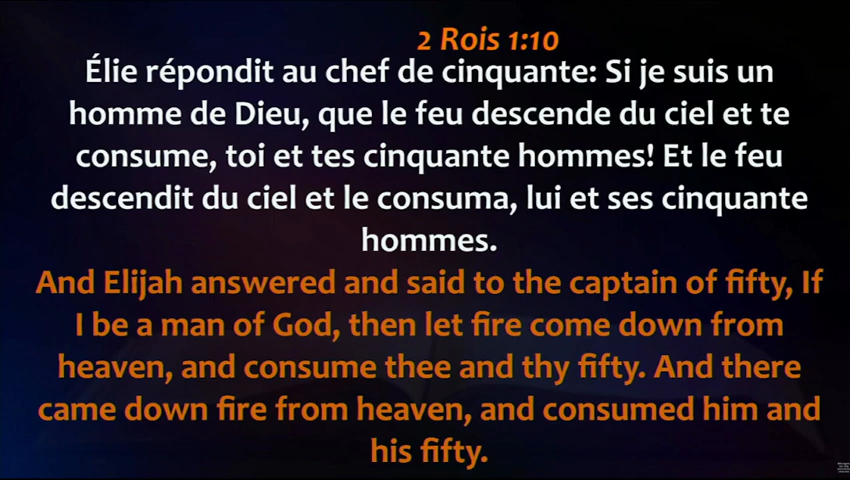 2 Rois 1:10
Élie répondit au chef de cinquante: Si je suis un
homme de Dieu, que le feu descende du ciel et te
consume, toi et tes cinquante hommes! Et le feu
descendit du ciel et le consuma, lui et ses cinquante
hommes.
And Elijah answered and said to the captain of fifty, If
I be a man of God, then let fire come down from
heaven, and consume thee and thy fifty. And there
came down fire from heaven, and consumed him and
his fifty.